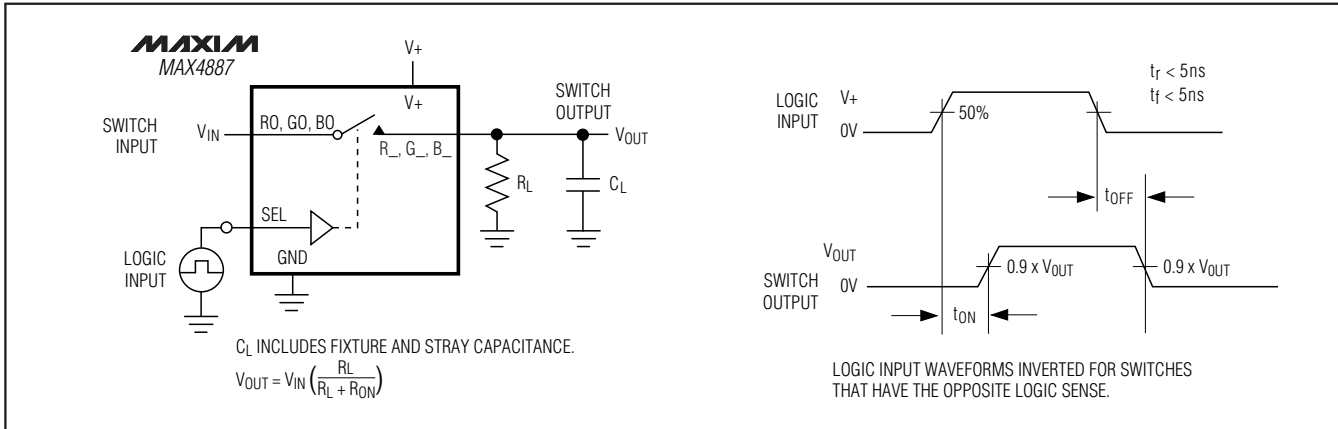 MAXIM
MAX4887
V+
V+
SWITCH
INPUT
VIN
RO, GO, BO
R_, G_, B_
SWITCH
OUTPUT
VOUT
RL
CL
SEL
LOGIC
INPUT
GND
CL INCLUDES FIXTURE AND STRAY CAPACITANCE.
VOUT = VIN (RL / RL + RON)
LOGIC
INPUT
V+
0V
50%
tr < 5ns
tf < 5ns
tOFF
VOUT
SWITCH
OUTPUT
0V
0.9 x VOUT
0.9 x VOUT
tON
LOGIC INPUT WAVEFORMS INVERTED FOR SWITCHES
THAT HAVE THE OPPOSITE LOGIC SENSE.